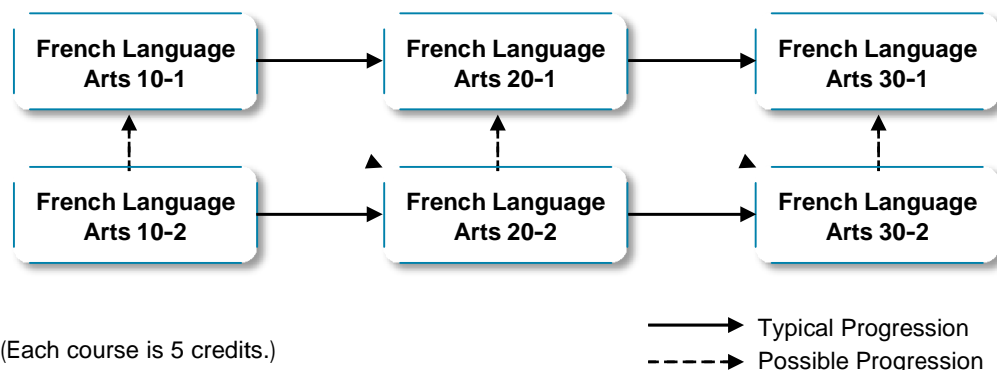 French Language
Arts 10-1
French Language
Arts 20-1
French Language
Arts 30-1
French Language
Arts 10-2
French Language
Arts 20-2
French Language
Arts 30-2
(Each course is 5 credits.)
Typical Progression
Possible Progression